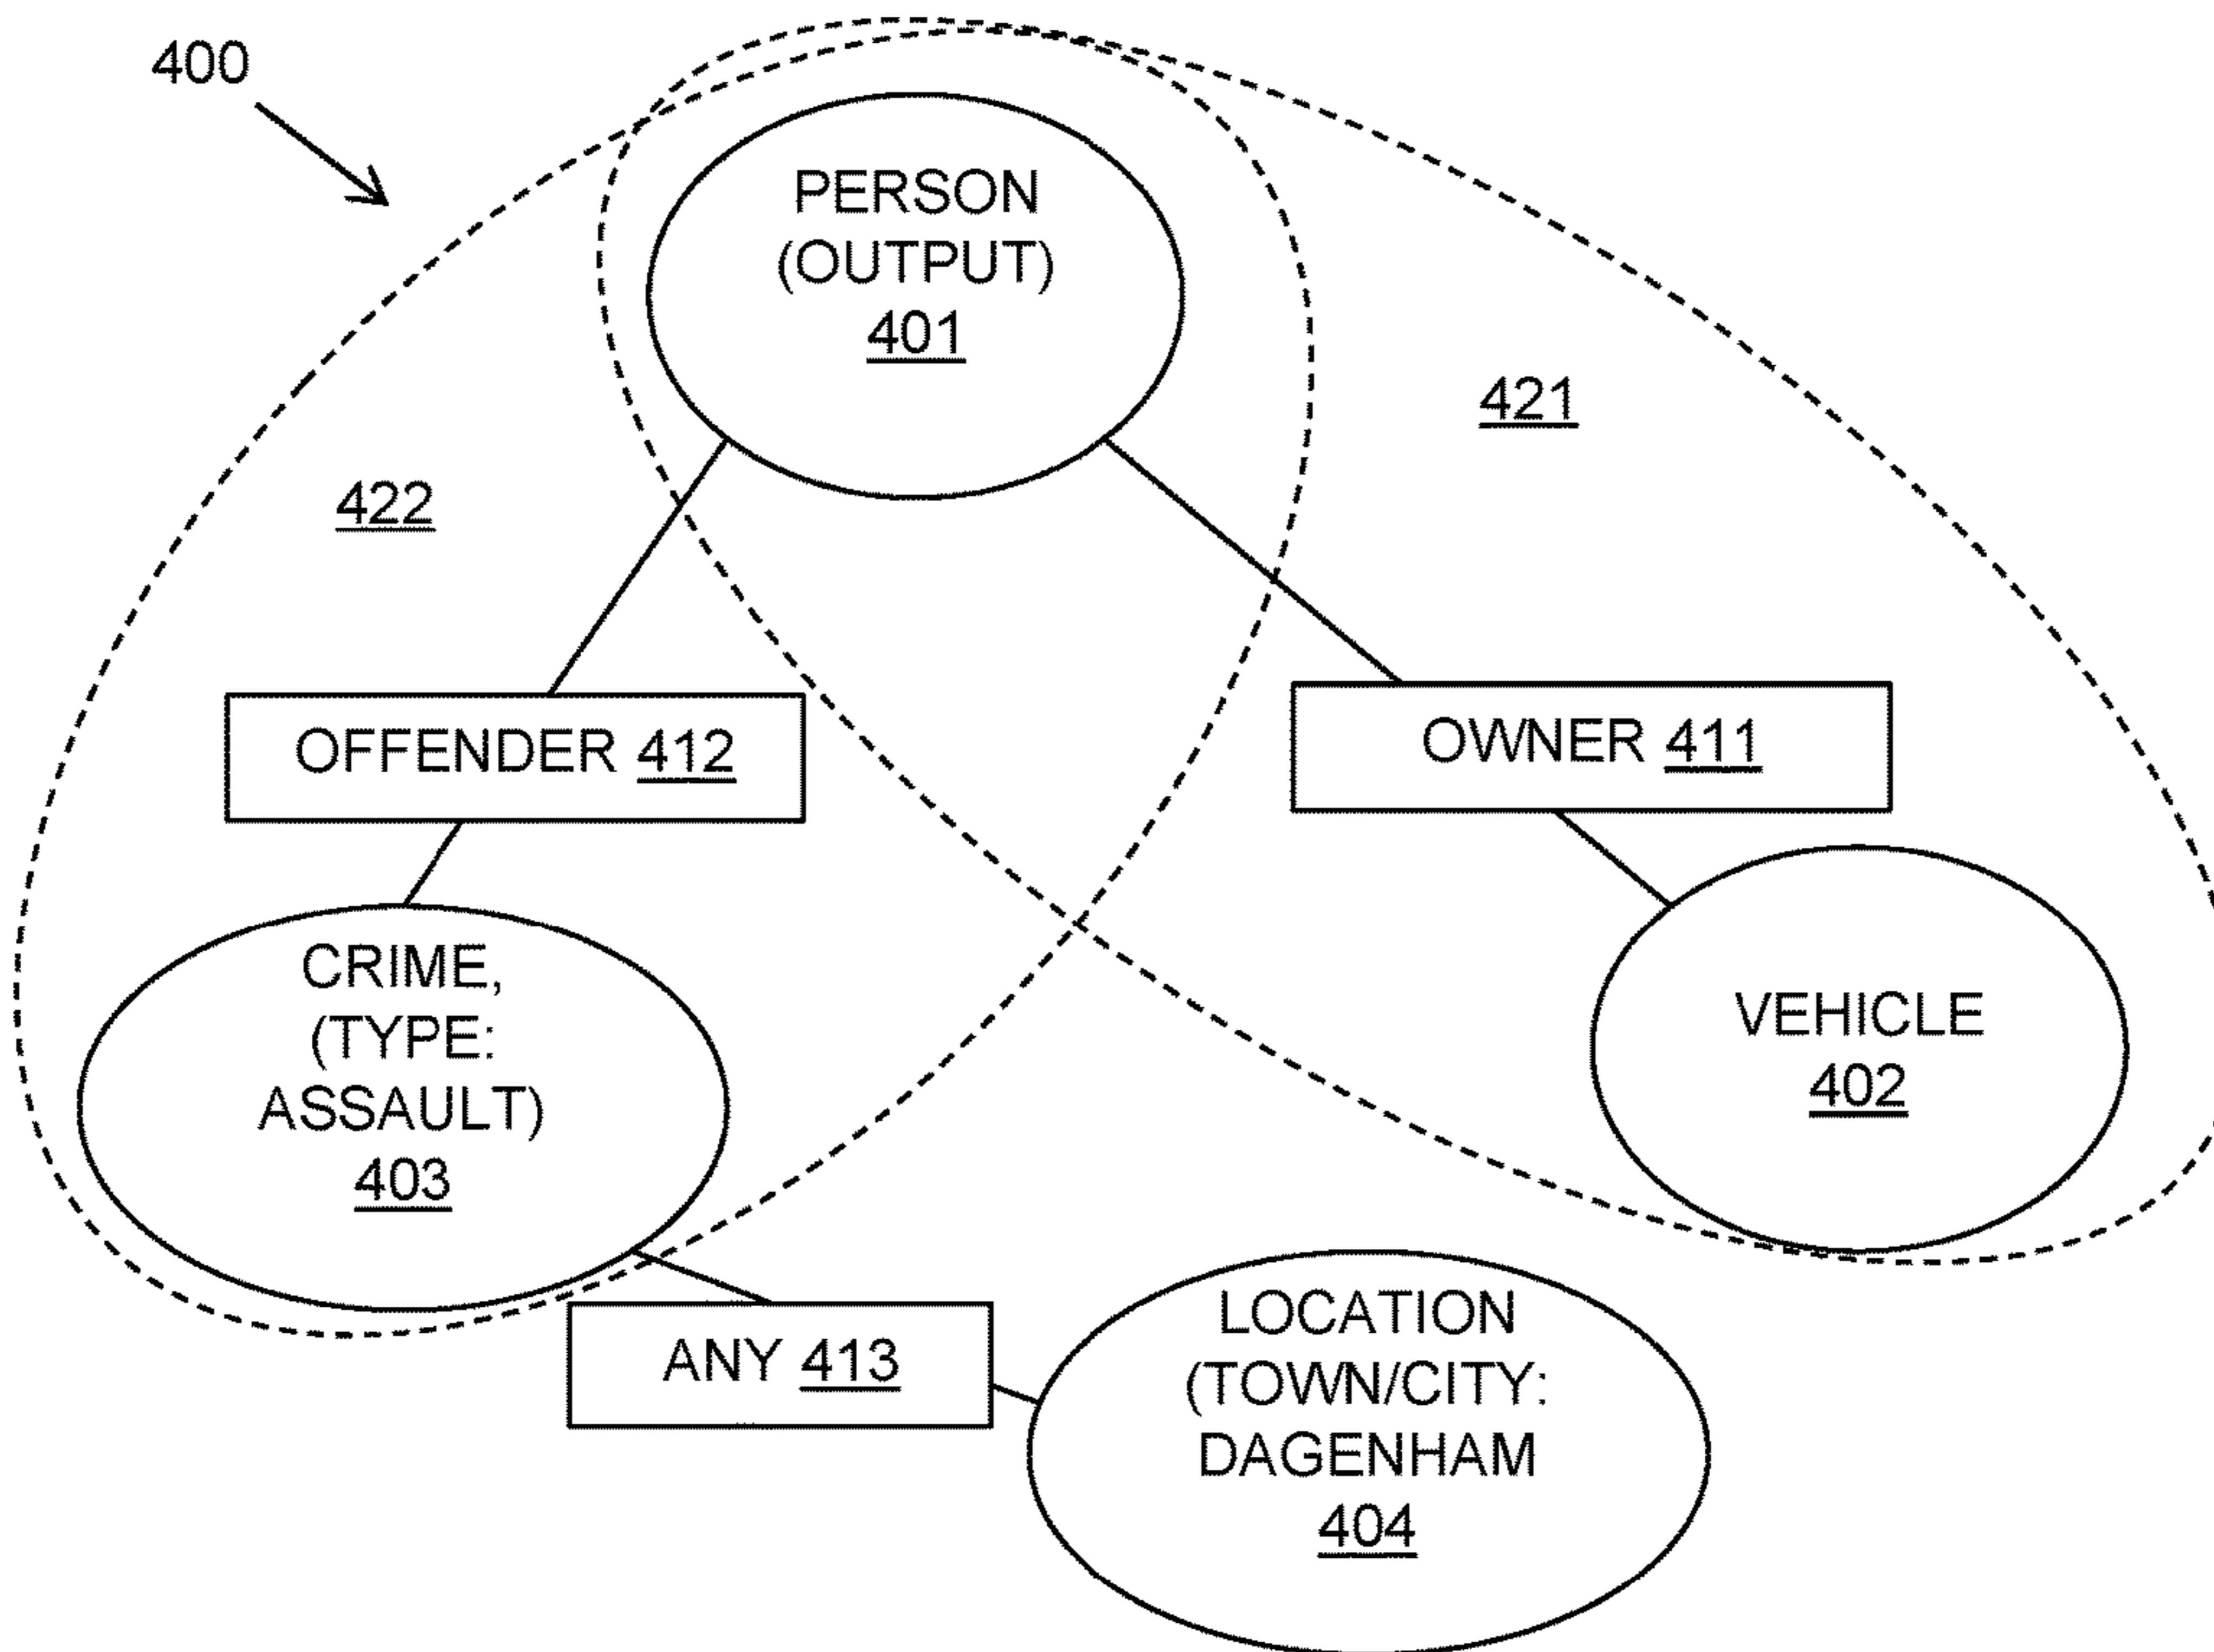 400
PERSON
(OUTPUT)
401
421
422
OFFENDER 412
OWNER 411
CRIME,
(TYPE:
ASSAULT)
403
VEHICLE
402
ANY 413
LOCATION
(TOWN/CITY:
DAGENHAM
404